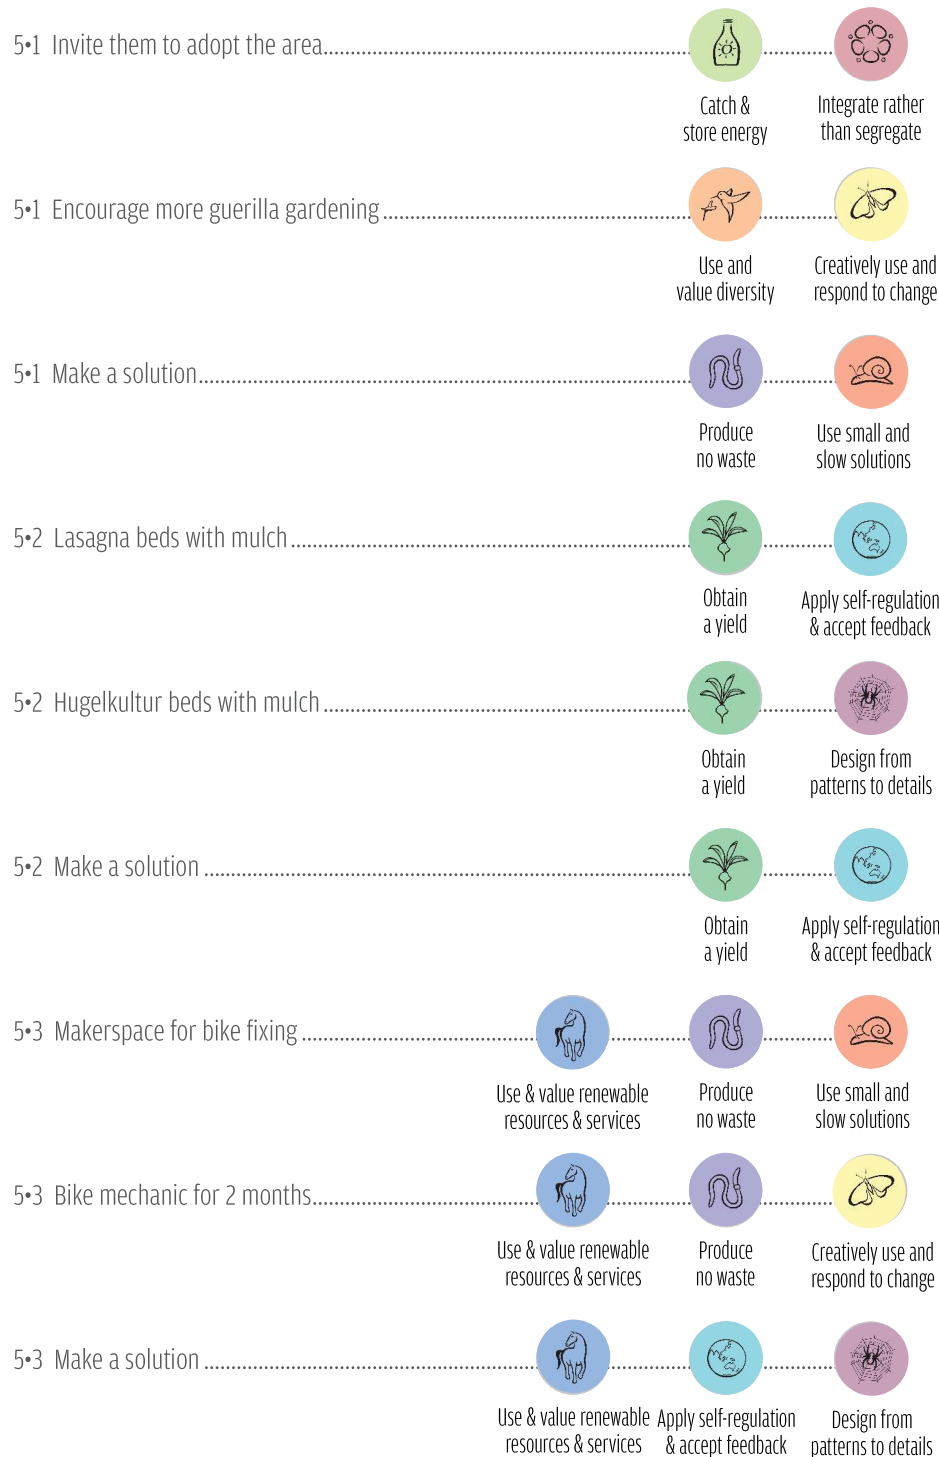 5•1 Invite them to adopt the area
Catch &
store energy
Integrate rather
than segregate
5•1 Encourage more guerilla gardening
Use and
value diversity
Creatively use and
respond to change
5•1 Make a solution
Produce
no waste
Use small and
slow solutions
5•2 Lasagna beds with mulch
Obtain
a yield
Apply self-regulation
& accept feedback
5•2 Hugelkultur beds with mulch
Obtain
a yield
Design from
patterns to details
5•2 Make a solution
Obtain
a yield
Apply self-regulation
& accept feedback
5•3 Makerspace for bike fixing
Use & value renewable
resources & services
Produce
no waste
Use small and
slow solutions
5•3 Bike mechanic for 2 months
Use & value renewable
resources & services
Produce
no waste
Creatively use and
respond to change
5•3 Make a solution
Use & value renewable
resources & services
Apply self-regulation
& accept feedback
Design from
patterns to details